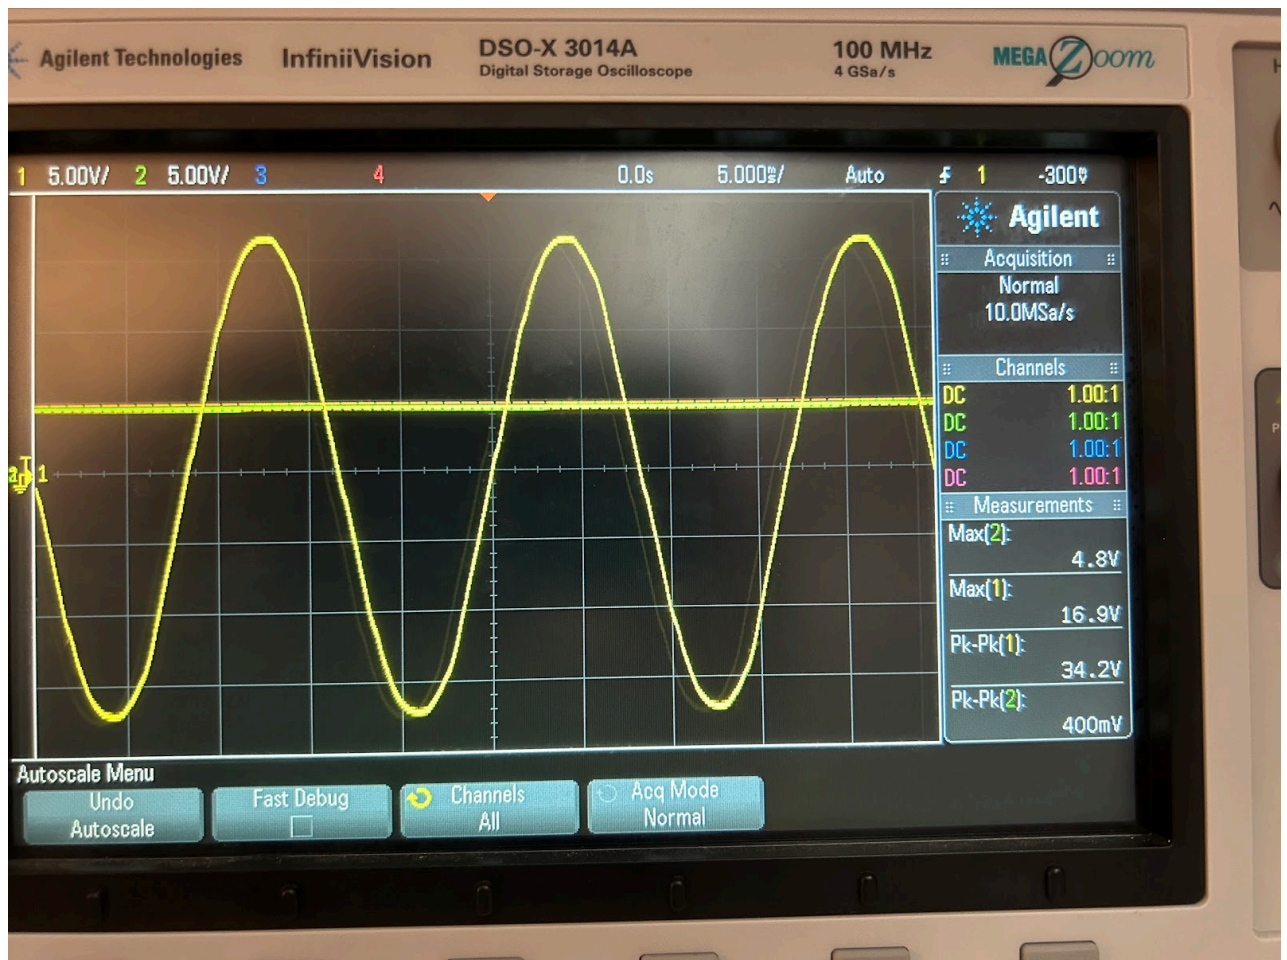 Agilent Technologies InfiniiVision DSO-X 3014A 100 MHz MEGA Zoom
Digital Storage Oscilloscope 4 GSa/s
1 5.00V/ 2 5.00V/ 3 4 0.0s 5.000ms/ Auto 1 -300V
Agilent
Acquisition
Normal
10.0MSa/s
Channels
DC 1.00:1
DC 1.00:1
DC 1.00:1
DC 1.00:1
1
Measurements
Max(2):
4.8V
Max(1):
16.9V
Pk-Pk(1):
34.2V
Pk-Pk(2):
400mV
Autoscale Menu
Undo
Autoscale
Fast Debug
Channels
All
Acq Mode
Normal